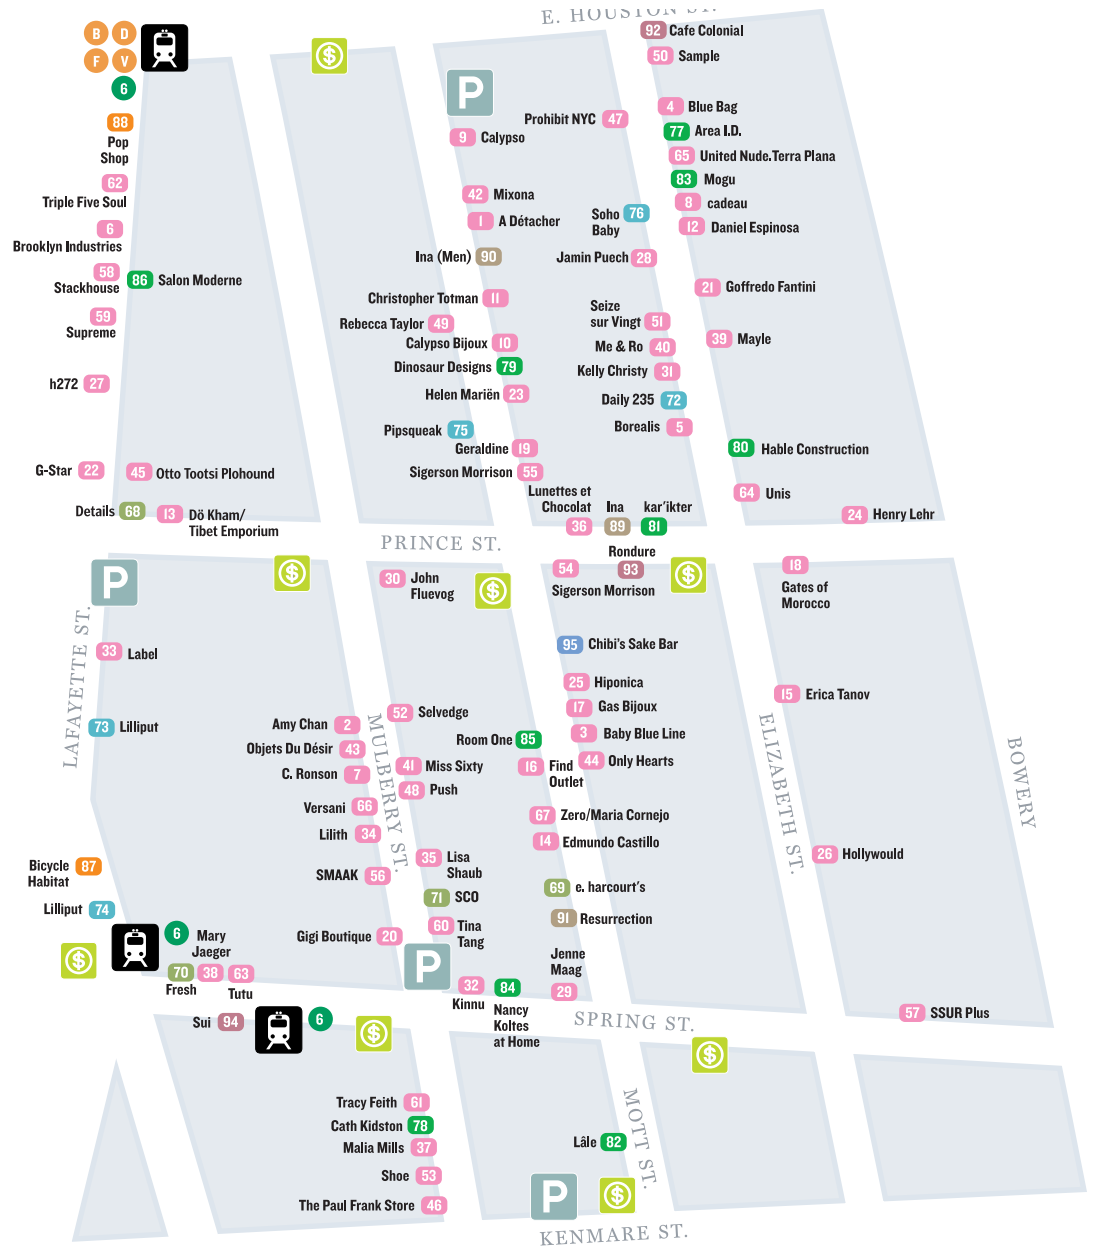 E. HOUSTON ST.
B D
F V
6
88
Pop
Shop
62
Triple Five Soul
6
Brooklyn Industries
58
Stackhouse
86 Salon Moderne
59
Supreme
h272 27
G-Star 22
45 Otto Tootsi Plohound
Details 68
13 Dö Kham/
Tibet Emporium
$
P
9 Calypso
42 Mixona
1 A Détacher
Ina (Men) 90
Christopher Totman 11
Rebecca Taylor 49
Calypso Bijoux 10
Dinosaur Designs 79
Helen Mariën 23
Pipsqueak 75
Geraldine 19
Sigerson Morrison 55
Lunettes et
Chocolat
36
Ina
89
kar'ikter
81
Prohibit NYC 47
Soho
Baby
76
Jamin Puech 28
Seize
sur Vingt 51
Me & Ro 40
Kelly Christy 31
Daily 235 72
Borealis 5
92 Cafe Colonial
50 Sample
4 Blue Bag
77 Area I.D.
65 United Nude.Terra Plana
83 Mogu
8 cadeau
12 Daniel Espinosa
21 Goffredo Fantini
39 Mayle
80 Hable Construction
64 Unis
24 Henry Lehr
PRINCE ST.
P
$
30 John
Fluevog
$
54
Sigerson Morrison
Rondure
93
$
18
Gates of
Morocco
LAFAYETTE ST.
33 Label
73 Lilliput
Bicycle
Habitat
87
Lilliput 74
$
6
Mary
Jaeger
70 38 63
Fresh
Tutu
Amy Chan 2
Objets Du Désir 43
C. Ronson 7
Versani 66
Lilith 34
SMAAK 56
Gigi Boutique 20
MULBERRY ST.
52 Selvedge
41 Miss Sixty
48 Push
35 Lisa
Shaub
71 SCO
60 Tina
Tang
P
32
Kinnu
84
Nancy
Koltes
at Home
Room One 85
16 Find
Outlet
67 Zero/Maria Cornejo
14 Edmundo Castillo
69 e. harcourt's
91 Resurrection
Jenne
Maag
29
95 Chibi's Sake Bar
25 Hiponica
17 Gas Bijoux
3 Baby Blue Line
44 Only Hearts
ELIZABETH ST.
15 Erica Tanov
26 Hollywould
57 SSUR Plus
BOWERY
SPRING ST.
Sui 94
6
$
$
Tracy Feith 61
Cath Kidston 78
Malia Mills 37
Shoe 53
The Paul Frank Store 46
Lâle 82
MOTT ST.
P
$
KENMARE ST.